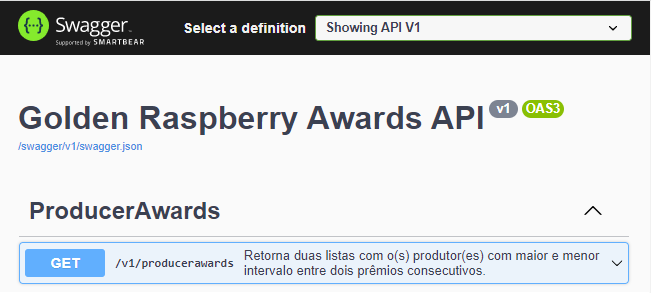 Swagger
Supported by SMARTBEAR
Select a definition
Showing API V1
Golden Raspberry Awards API
v1
OAS3
/swagger/v1/swagger.json
ProducerAwards
GET
/v1/producerawards
Retorna duas listas com o(s) produtor(es) com maior e menor
intervalo entre dois prêmios consecutivos.